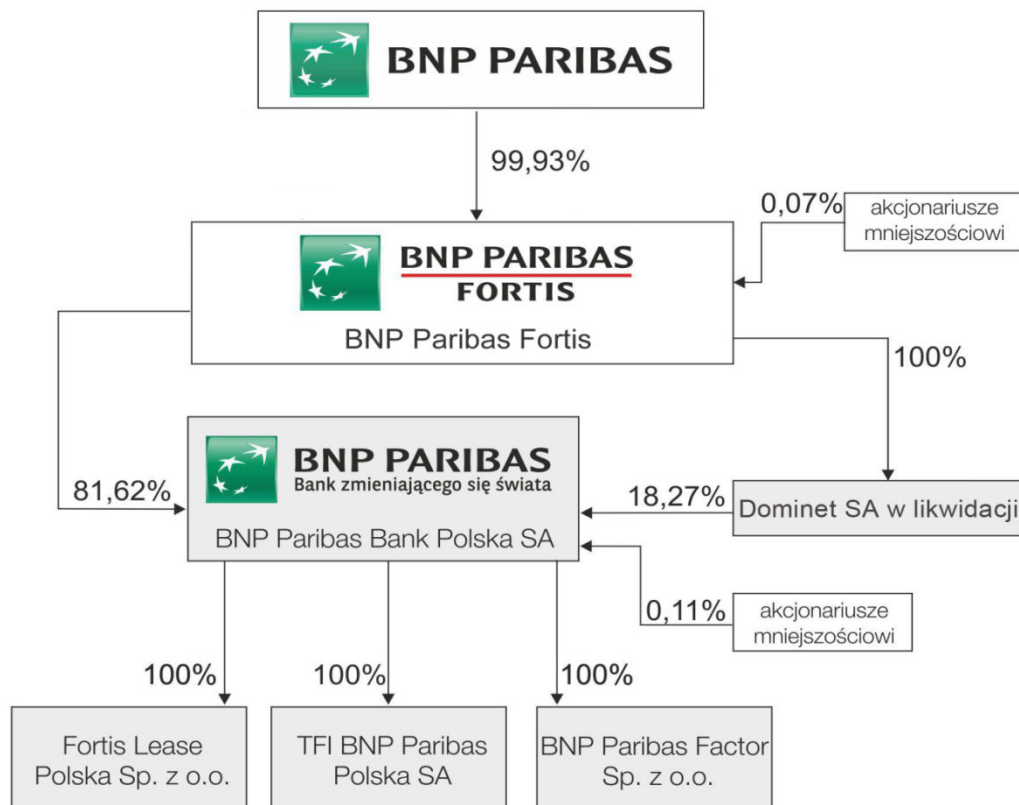 BNP PARIBAS
99,93%
0,07%
akcjonariusze
mniejszościowi
BNP PARIBAS
FORTIS
BNP Paribas Fortis
100%
BNP PARIBAS
Bank zmieniającego się świata
BNP Paribas Bank Polska SA
81,62%
18,27%
Dominet SA w likwidacji
0,11%
akcjonariusze
mniejszościowi
100%
100%
100%
Fortis Lease
Polska Sp. z o.o.
TFI BNP Paribas
Polska SA
BNP Paribas Factor
Sp. z o.o.